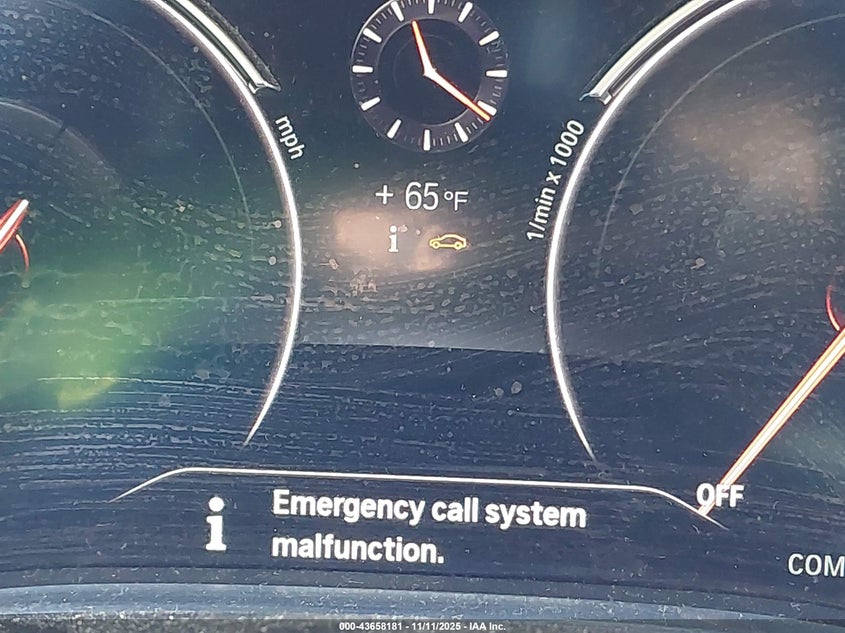 mph
1/min x 1000
+ 65 °F
i
OFF
i Emergency call system
malfunction.
COM
000-43658181 - 11/11/2025 - IAA Inc.